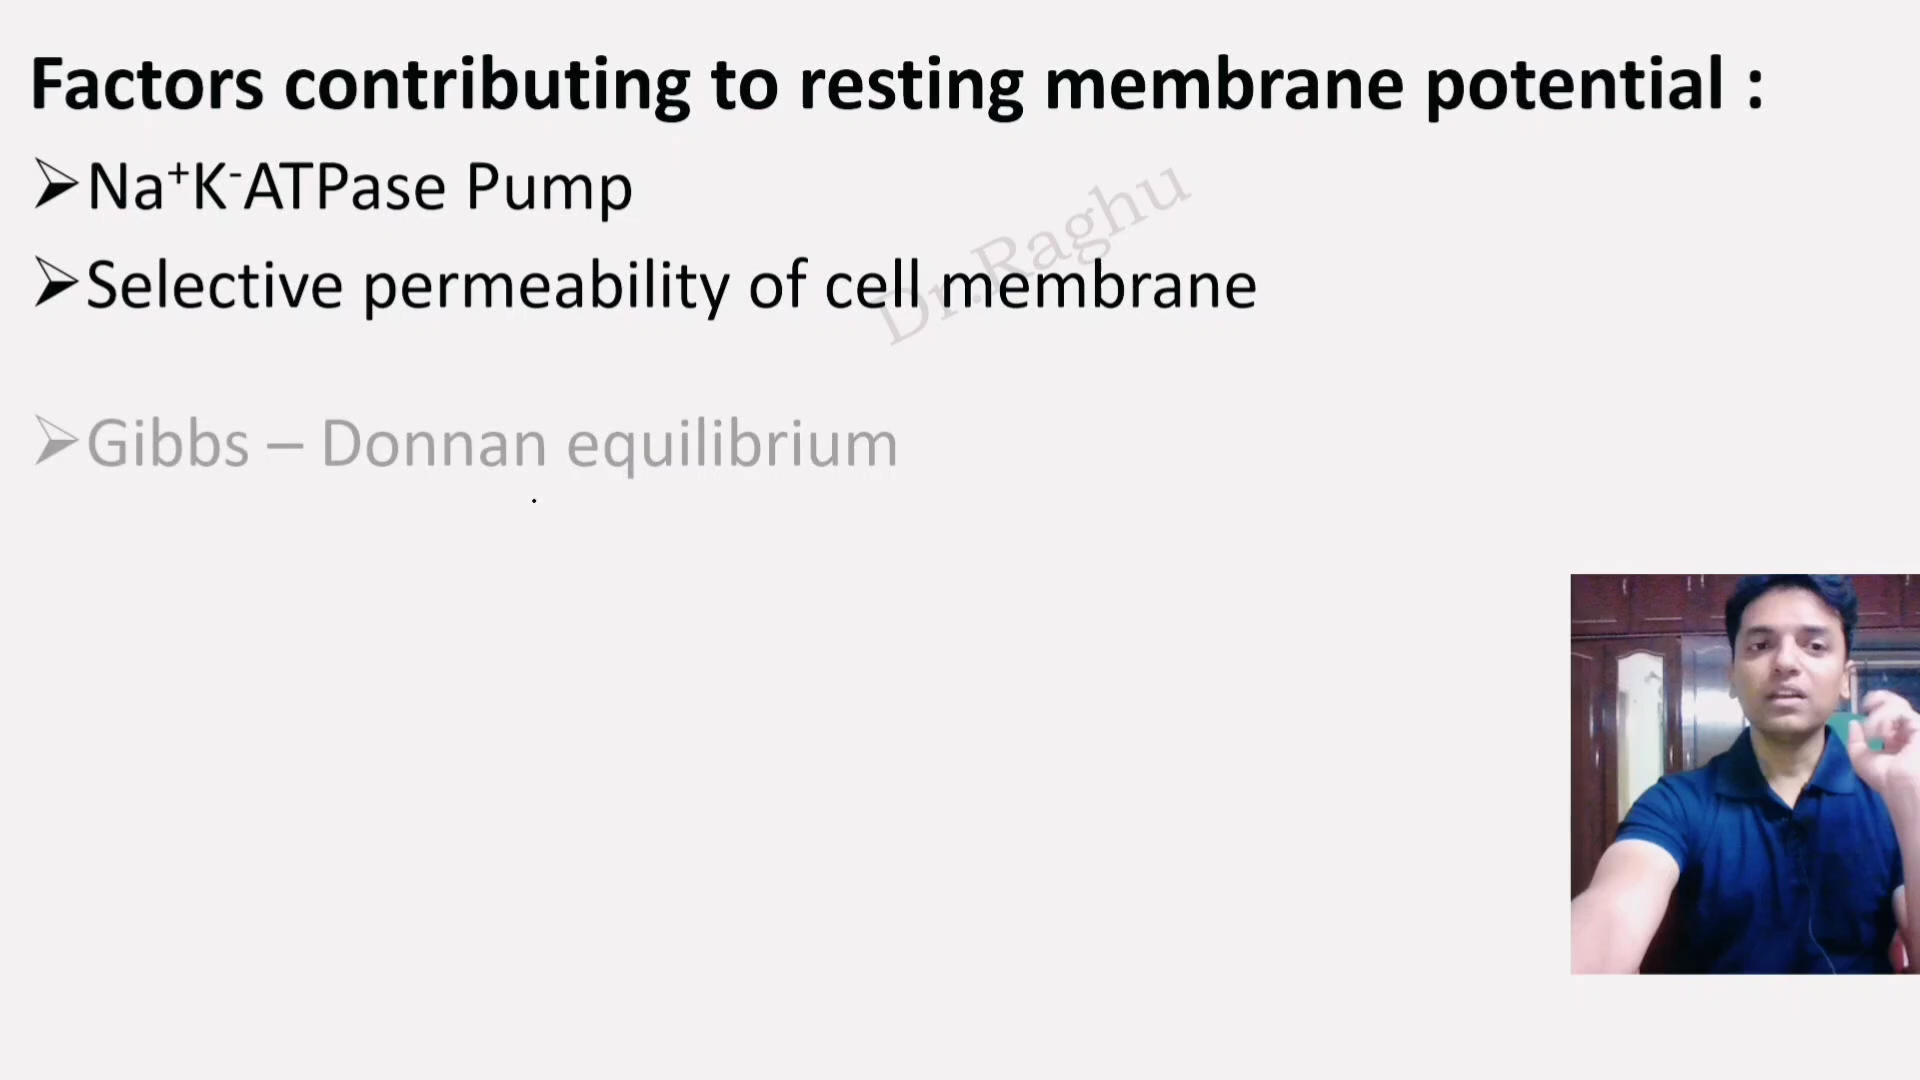 Factors contributing to resting membrane potential :
➢Na⁺K⁻ATPase Pump
➢Selective permeability of cell membrane
Dr.Raghu
➢Gibbs – Donnan equilibrium